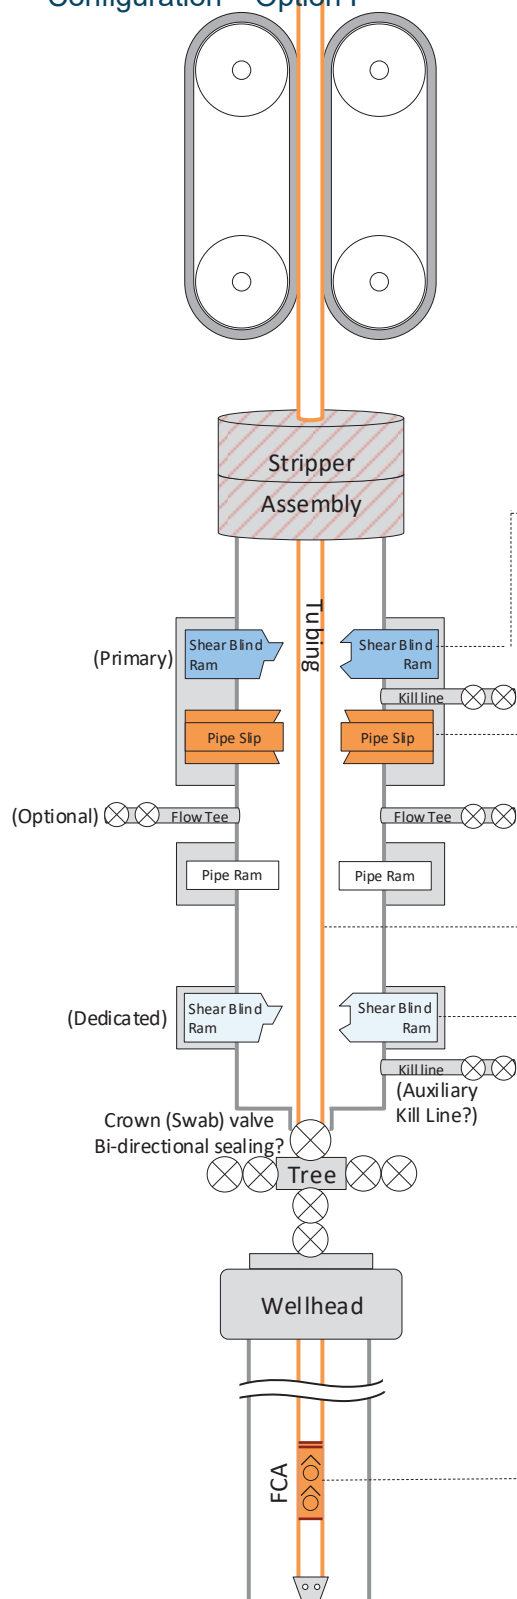 Configuration – Option I
Stripper
Assembly
Tubing
(Primary)
Shear Blind
Ram
Shear Blind
Ram
Kill line
Pipe Slip
Pipe Slip
(Optional)
Flow Tee
Flow Tee
Pipe Ram
Pipe Ram
(Dedicated)
Shear Blind
Ram
Shear Blind
Ram
Kill line
(Auxiliary
Kill Line?)
Crown (Swab) valve
Bi-directional sealing?
Tree
Wellhead
FCA